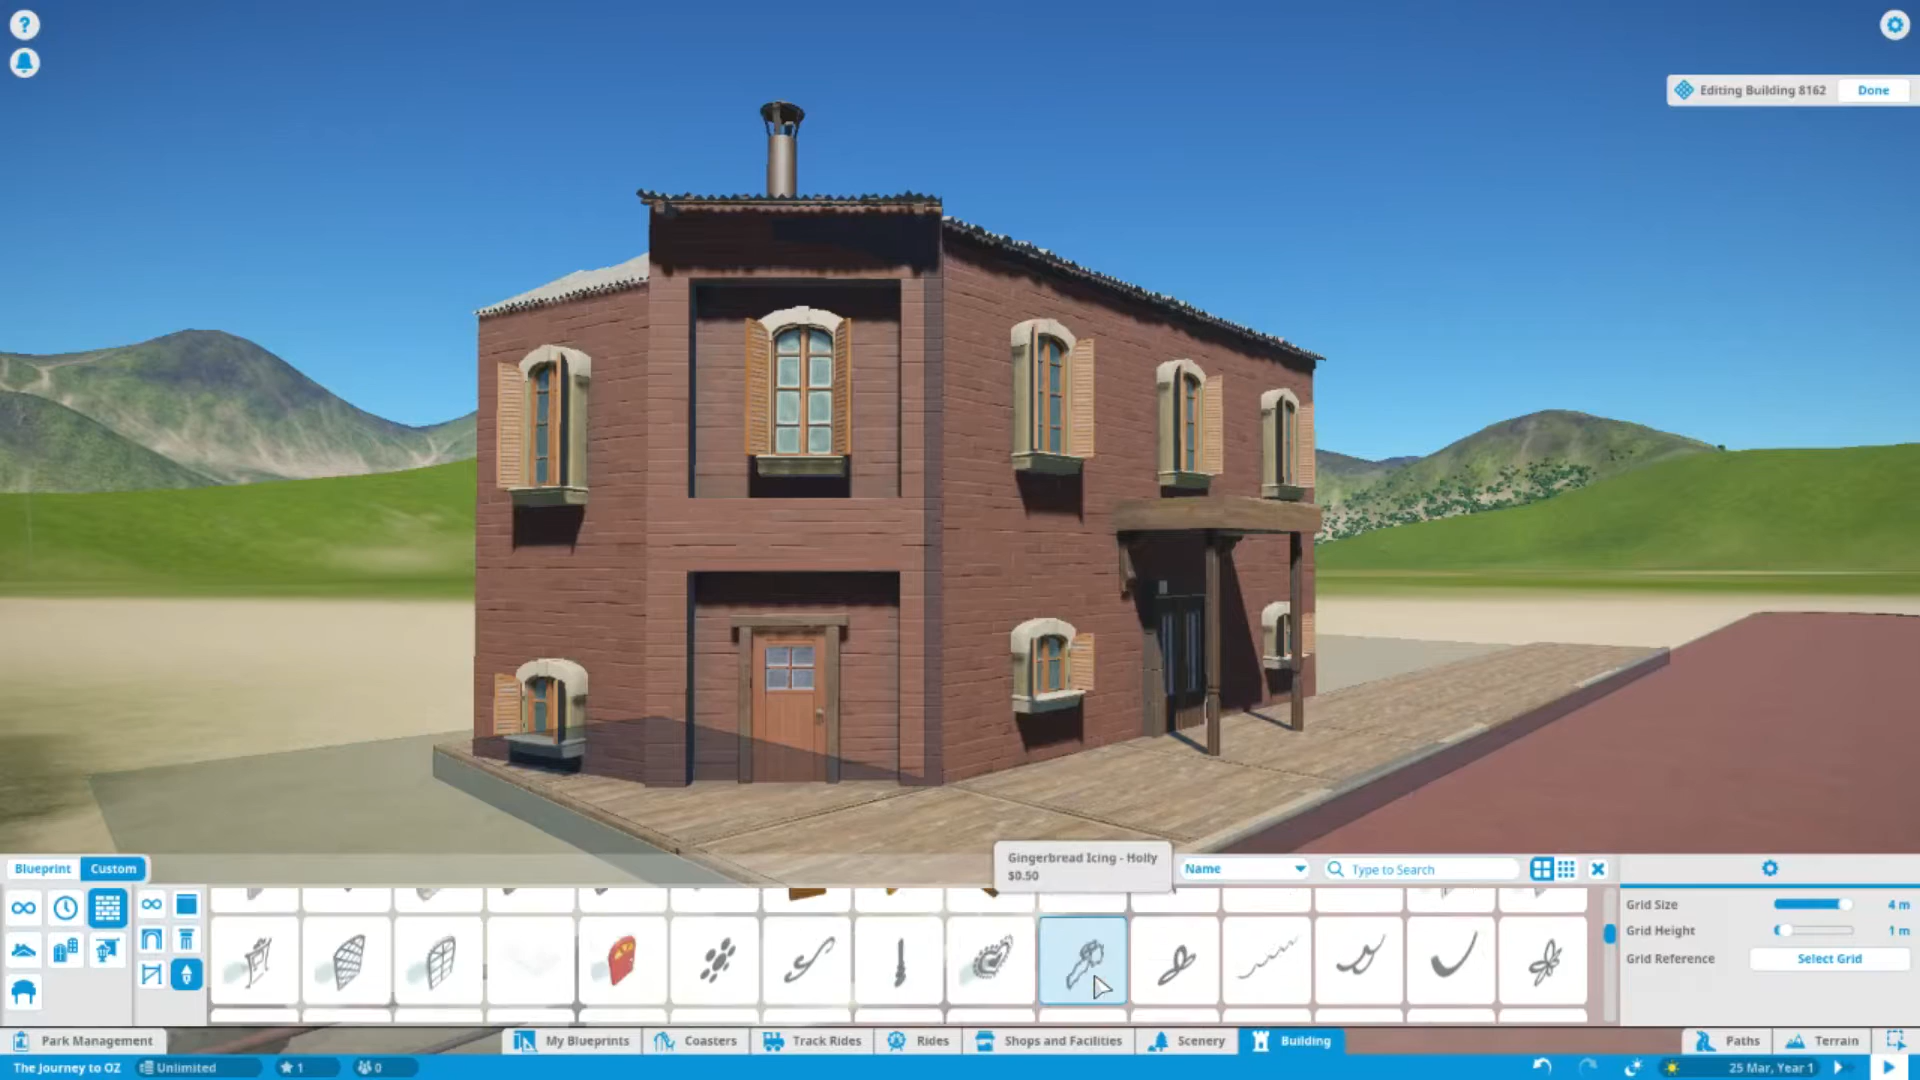 ?
Editing Building 8162
Done
Gingerbread Icing - Holly
$0.50
Blueprint
Custom
Name
Type to Search
Grid Size
4 m
Grid Height
1 m
Grid Reference
Select Grid
Park Management
My Blueprints
Coasters
Track Rides
Rides
Shops and Facilities
Scenery
Building
Paths
Terrain
The Journey to OZ
Unlimited
1
0
25 Mar, Year 1